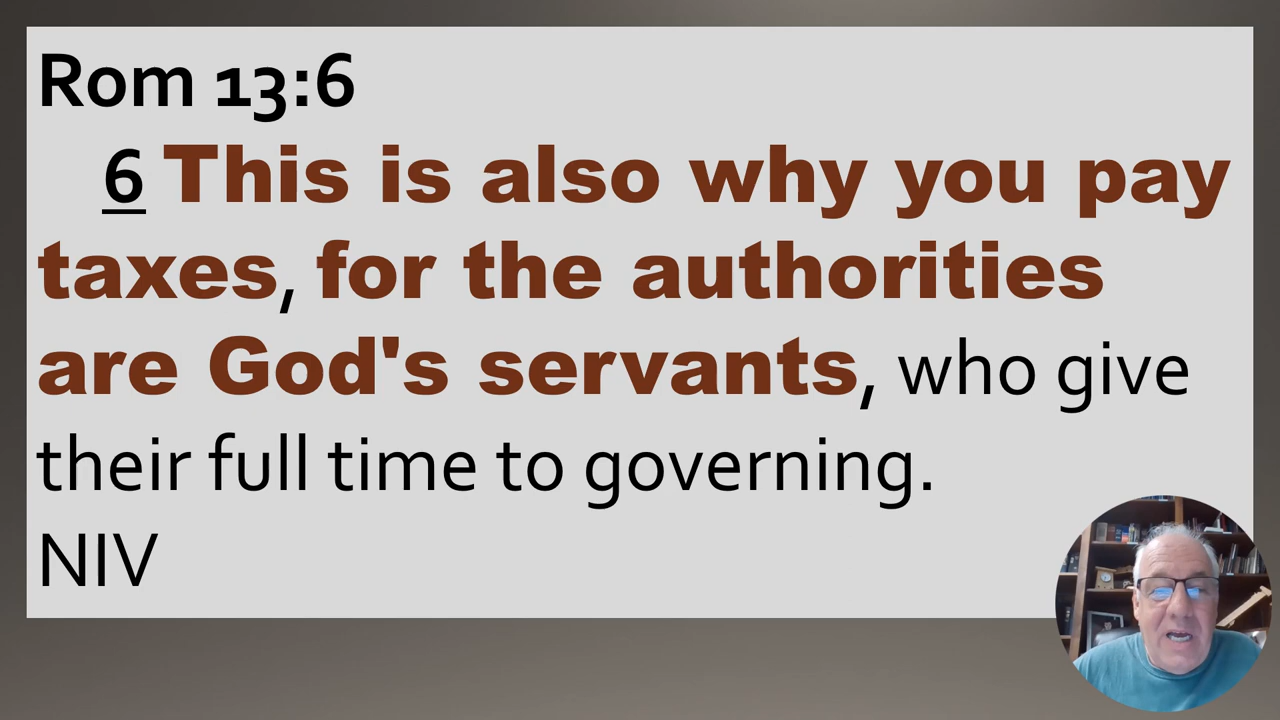 Rom 13:6
6 This is also why you pay
taxes, for the authorities
are God's servants, who give
their full time to governing.
NIV